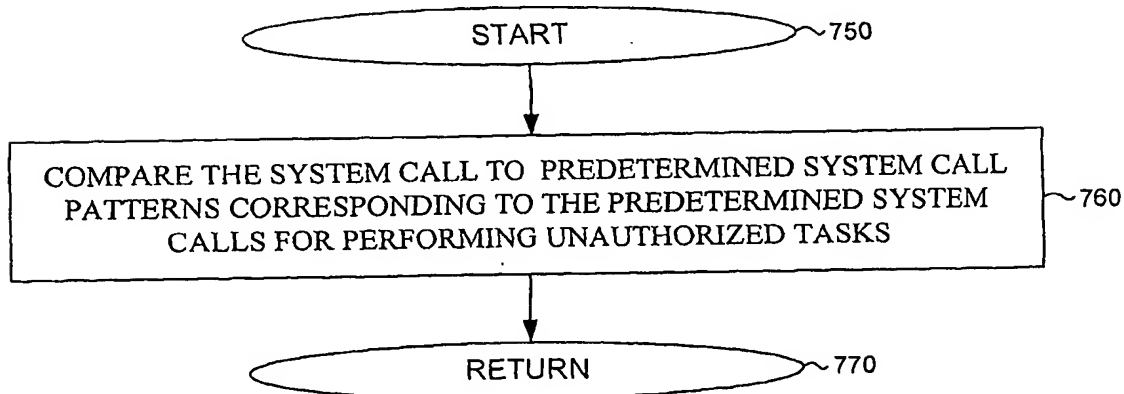 START
750
COMPARE THE SYSTEM CALL TO PREDETERMINED SYSTEM CALL
PATTERNS CORRESPONDING TO THE PREDETERMINED SYSTEM
CALLS FOR PERFORMING UNAUTHORIZED TASKS
760
RETURN
770